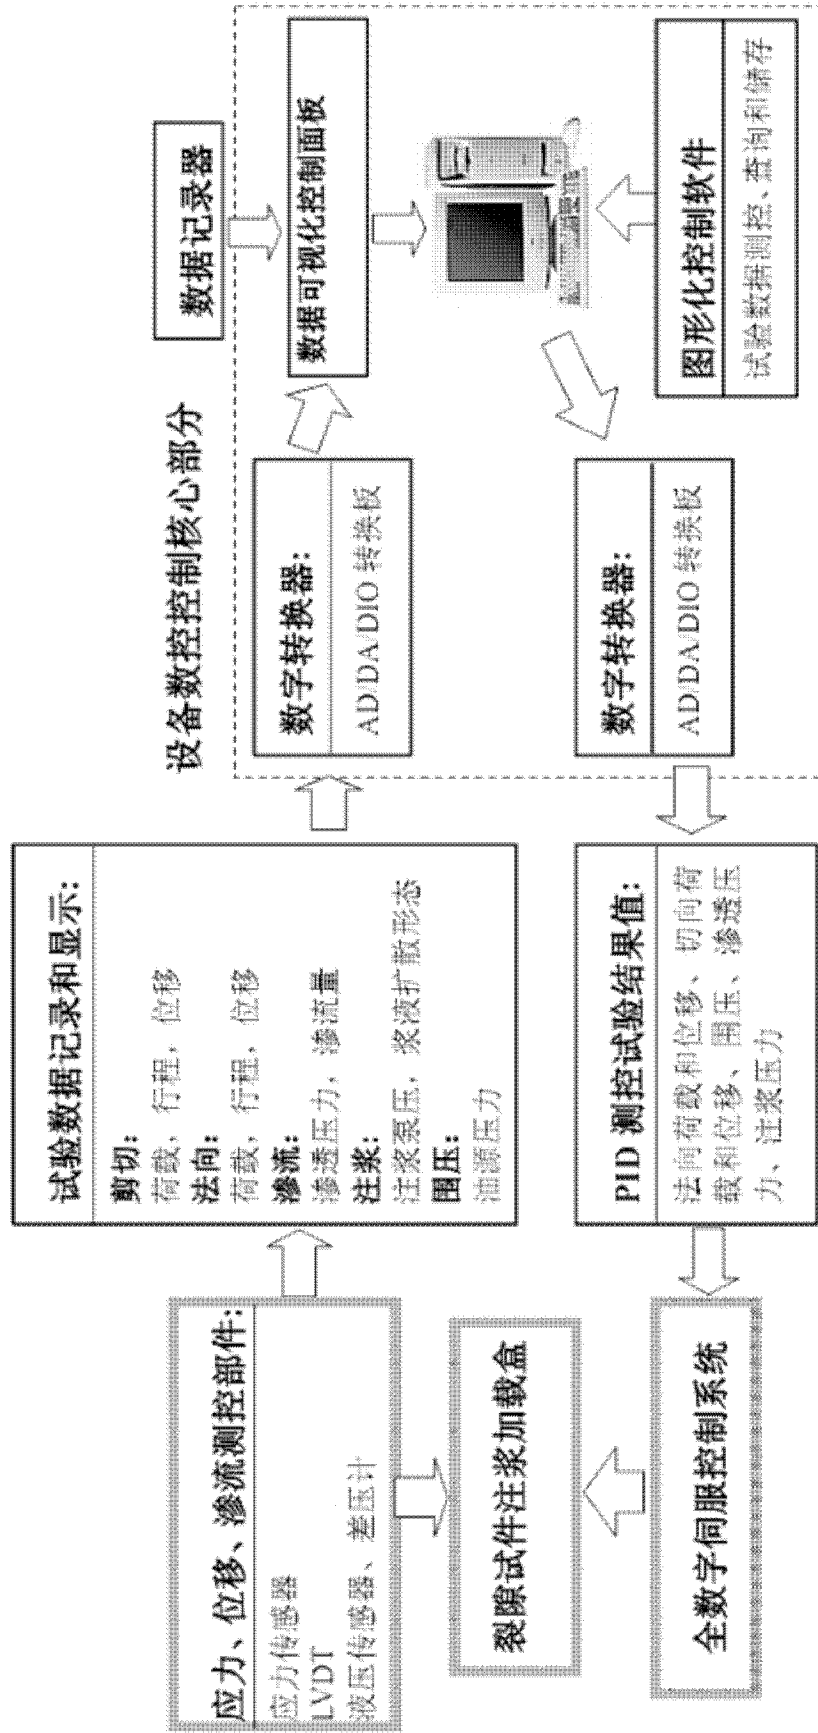 应力、位移、渗流测控部件:
应力传感器
LVDT
液压传感器、差压计
裂隙试件注浆加载盒
全数字伺服控制系统
试验数据记录和显示:
剪切:
荷载，行程，位移
法向:
荷载，行程，位移
渗流:
渗透压力，渗流量
注浆:
注浆泵压，浆液扩散形态
围压:
油源压力
PID 测控试验结果值:
法向荷载和位移、切向荷
载和位移、围压、渗透压
力、注浆压力
设备数控控制核心部分
数字转换器:
AD/DA/DIO 转换板
数字转换器:
AD/DA/DIO 转换板
数据记录器
数据可视化控制面板
图形化控制软件
试验数据测控、查询和储存